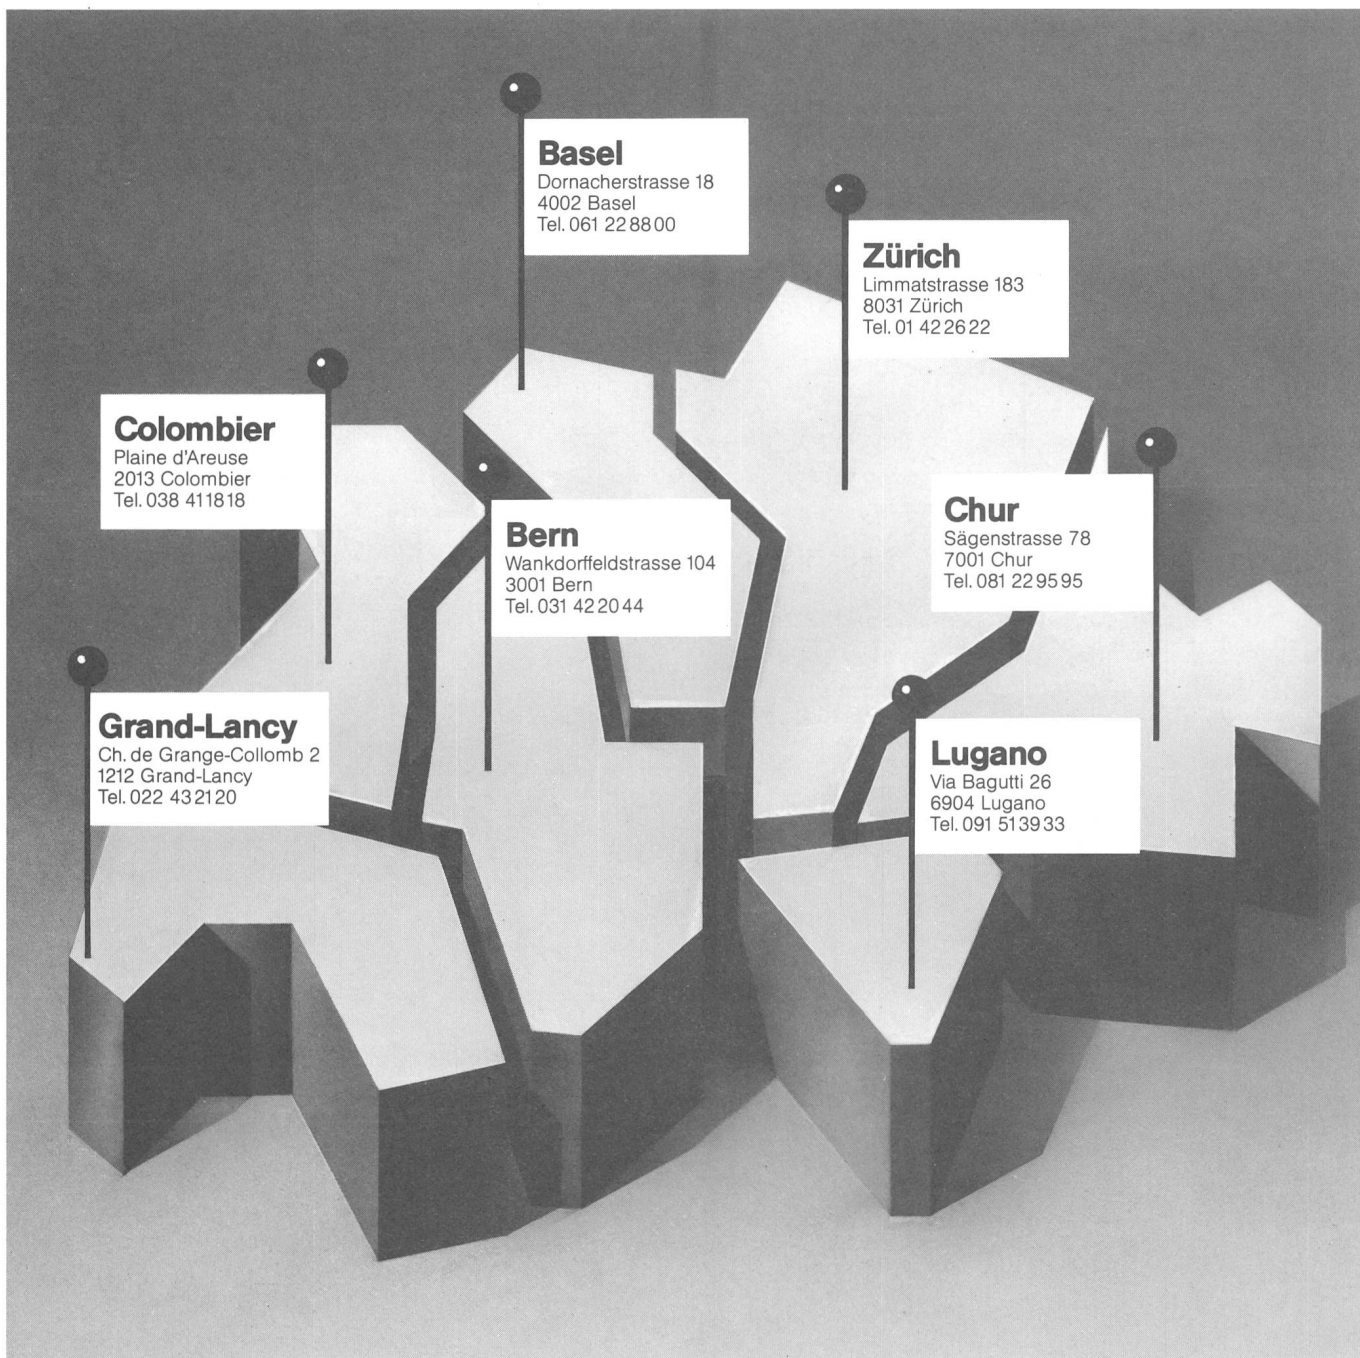 Basel
Dornacherstrasse 18
4002 Basel
Tel. 061 22 88 00
Zürich
Limmatstrasse 183
8031 Zürich
Tel. 01 42 26 22
Colombier
Plaine d'Areuse
2013 Colombier
Tel. 038 41 18 18
Bern
Wankdorffeldstrasse 104
3001 Bern
Tel. 031 42 20 44
Chur
Sägenstrasse 78
7001 Chur
Tel. 081 22 95 95
Grand-Lancy
Ch. de Grange-Collomb 2
1212 Grand-Lancy
Tel. 022 43 21 20
Lugano
Via Bagutti 26
6904 Lugano
Tel. 091 51 39 33